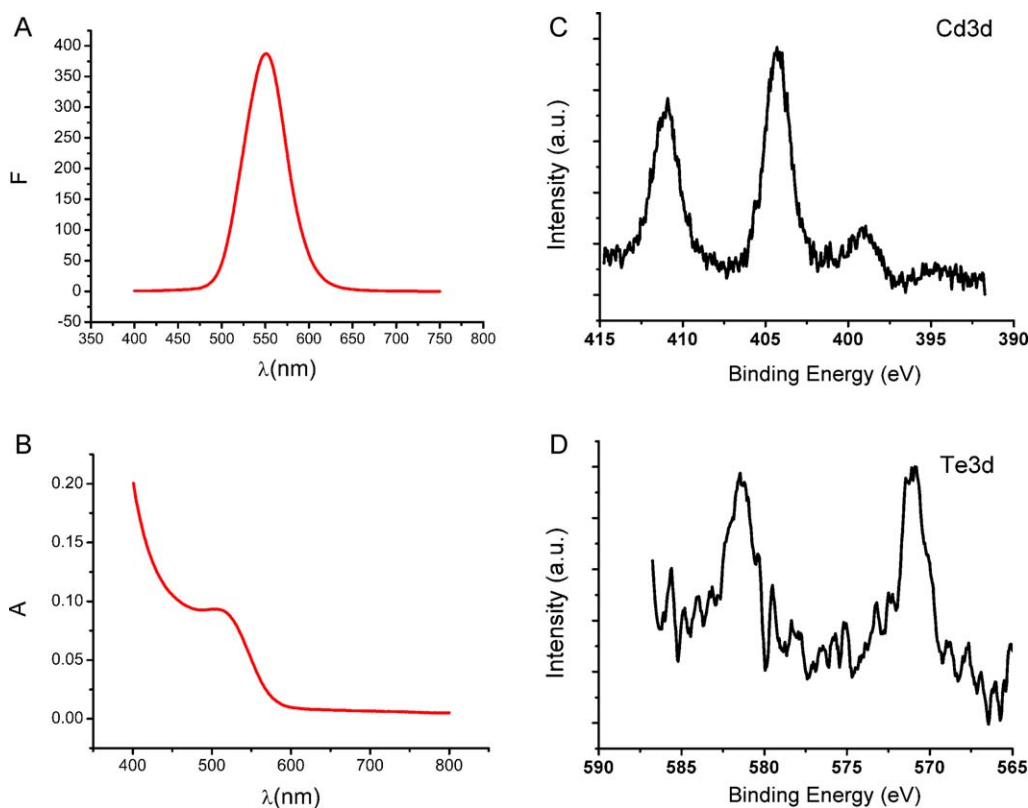 A
400
350
300
250
200
150
100
50
0
-50
F
350 400 450 500 550 600 650 700 750 800
λ(nm)
C
Cd3d
Intensity (a.u.)
415 410 405 400 395 390
Binding Energy (eV)
B
0.20
0.15
0.10
0.05
0.00
A
400 500 600 700 800
λ(nm)
D
Te3d
Intensity (a.u.)
590 585 580 575 570 565
Binding Energy (eV)